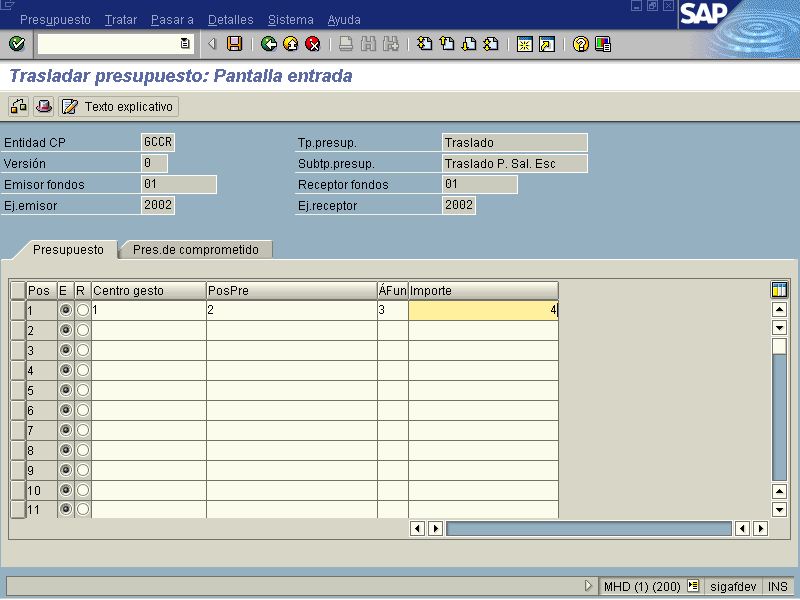 Presupuesto Tratar Pasar a Detalles Sistema Ayuda
SAP
Trasladar presupuesto: Pantalla entrada
Texto explicativo
Entidad CP GCCR Tp.presup. Traslado
Versión 0 Subtp.presup. Traslado P. Sal. Esc
Emisor fondos 01 Receptor fondos 01
Ej.emisor 2002 Ej.receptor 2002
Presupuesto Pres.de comprometido
Pos E R Centro gesto PosPre ÁFun Importe
1 1 2 3 4
2
3
4
5
6
7
8
9
10
11
MHD (1) (200) sigafdev INS